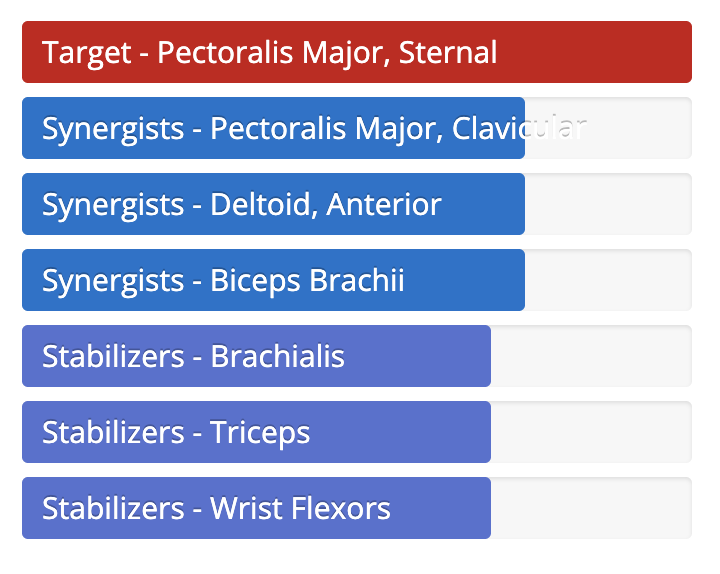 Target - Pectoralis Major, Sternal
Synergists - Pectoralis Major, Clavicular
Synergists - Deltoid, Anterior
Synergists - Biceps Brachii
Stabilizers - Brachialis
Stabilizers - Triceps
Stabilizers - Wrist Flexors